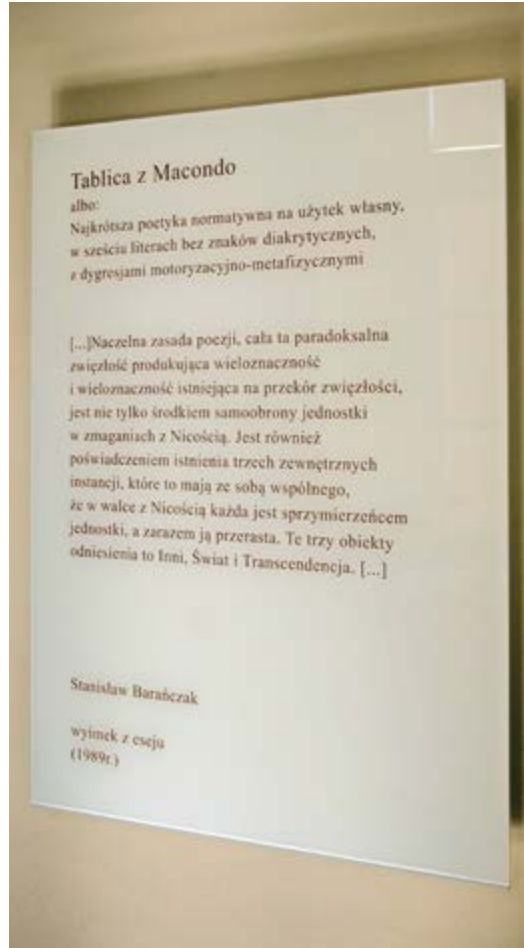 Tablica z Macondo
albo:
Najkrótsza poetyka normatywna na użytek własny,
w sześciu literach bez znaków diakrytycznych,
z dygresjami motoryzacyjno-metafizycznymi
[...]Naczelna zasada poezji, cała ta paradoksalna
zwięzłość produkująca wieloznaczność
i wieloznaczność istniejąca na przekór zwięzłości,
jest nie tylko środkiem samoobrony jednostki
w zmaganiach z Nicością. Jest również
poświadczeniem istnienia trzech zewnętrznych
instancji, które to mają ze sobą wspólnego,
że w walce z Nicością każda jest sprzymierzeńcem
jednostki, a zarazem ją przerasta. Te trzy obiekty
odniesienia to Inni, Świat i Transcendencja. [...]
Stanisław Barańczak
wyimek z eseju
(1989r.)